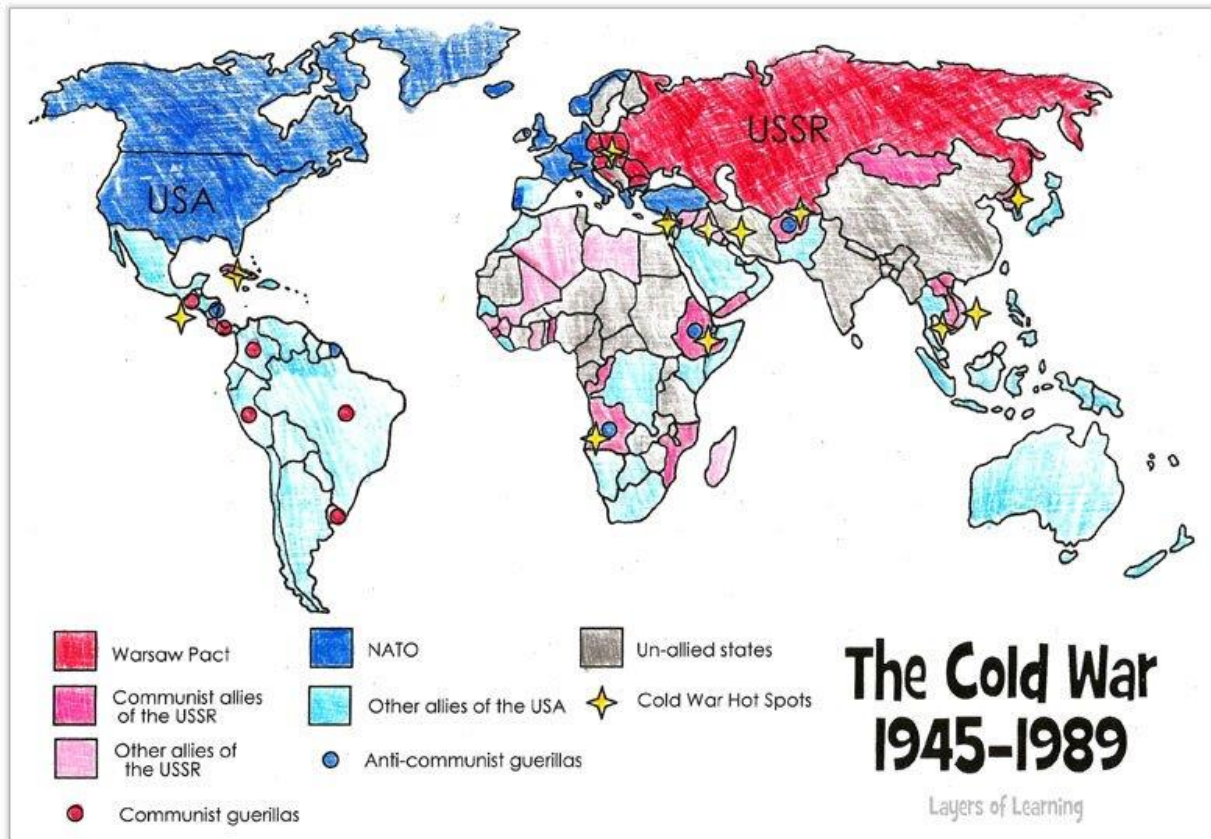 USA
USSR
Warsaw Pact
Communist allies
of the USSR
Other allies of
the USSR
Communist guerillas
NATO
Other allies of the USA
Anti-communist guerillas
Un-allied states
Cold War Hot Spots
The Cold War
1945-1989
Layers of Learning